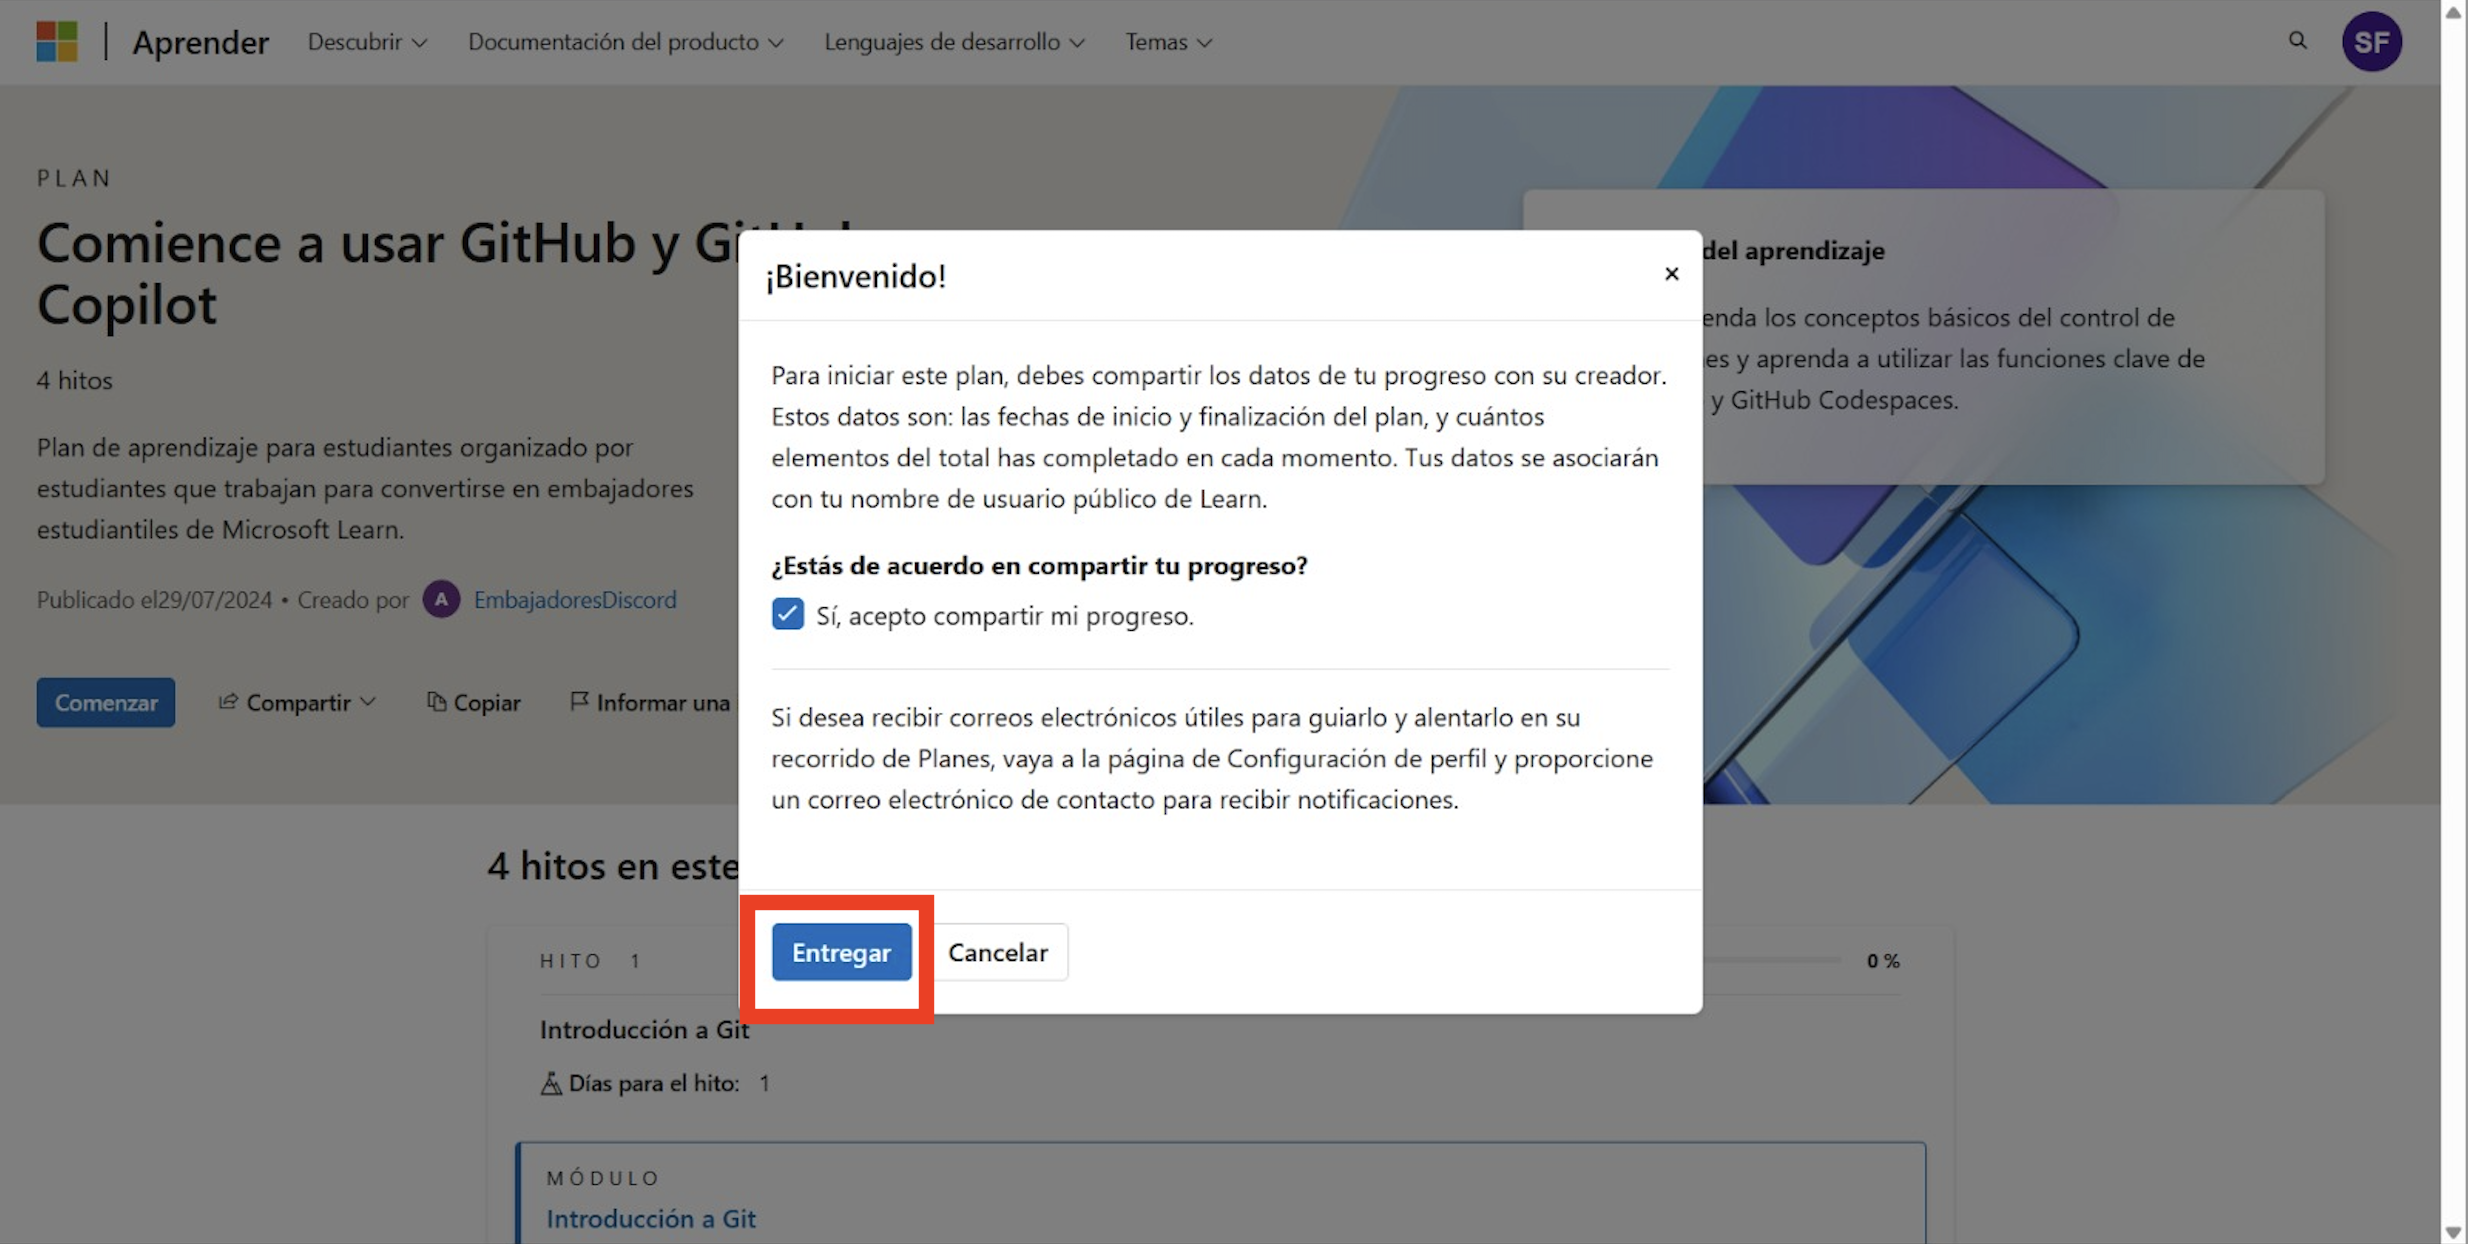 Aprender
Descubrir
Documentación del producto
Lenguajes de desarrollo
Temas
SF
PLAN
Comience a usar GitHub y
Copilot
4 hitos
Plan de aprendizaje para estudiantes organizado por
estudiantes que trabajan para convertirse en embajadores
estudiantiles de Microsoft Learn.
Publicado el29/07/2024 • Creado por A EmbajadoresDiscord
Comenzar
Compartir
Copiar
Informar una
del aprendizaje
los conceptos básicos del control de
y aprenda a utilizar las funciones clave de
y GitHub Codespaces.
¡Bienvenido!
Para iniciar este plan, debes compartir los datos de tu progreso con su creador.
Estos datos son: las fechas de inicio y finalización del plan, y cuántos
elementos del total has completado en cada momento. Tus datos se asociarán
con tu nombre de usuario público de Learn.
¿Estás de acuerdo en compartir tu progreso?
Sí, acepto compartir mi progreso.
Si desea recibir correos electrónicos útiles para guiarlo y alentarlo en su
recorrido de Planes, vaya a la página de Configuración de perfil y proporcione
un correo electrónico de contacto para recibir notificaciones.
Entregar
Cancelar
4 hitos en este
HITO 1
0 %
Introducción a Git
Días para el hito: 1
MÓDULO
Introducción a Git